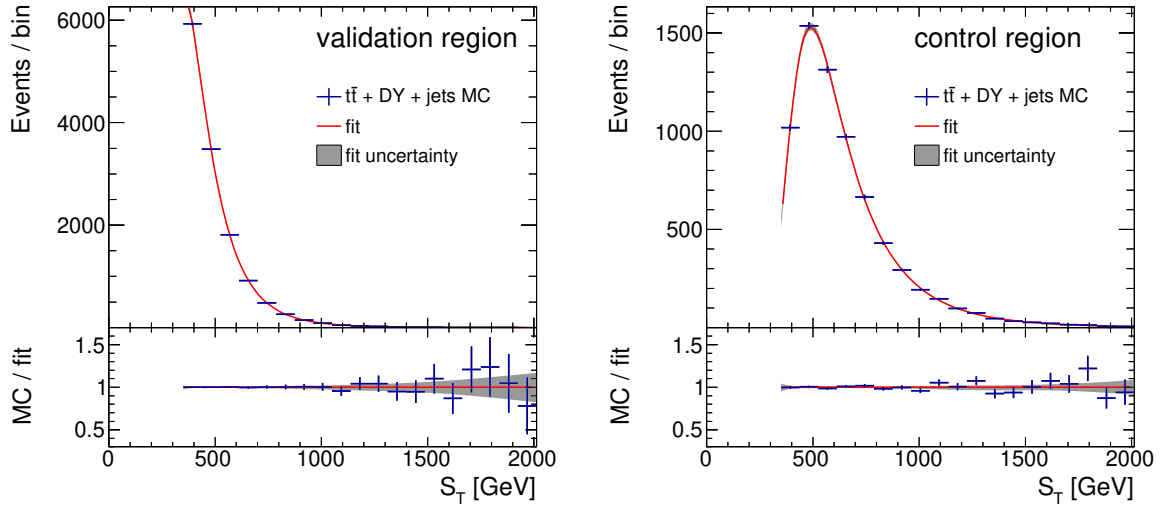 Events / bin
6000
4000
2000
validation region
tt̄ + DY + jets MC
fit
fit uncertainty
MC / fit
1.5
1
0.5
0 500 1000 1500 2000
S_T [GeV]
Events / bin
1500
1000
500
control region
tt̄ + DY + jets MC
fit
fit uncertainty
MC / fit
1.5
1
0.5
0 500 1000 1500 2000
S_T [GeV]